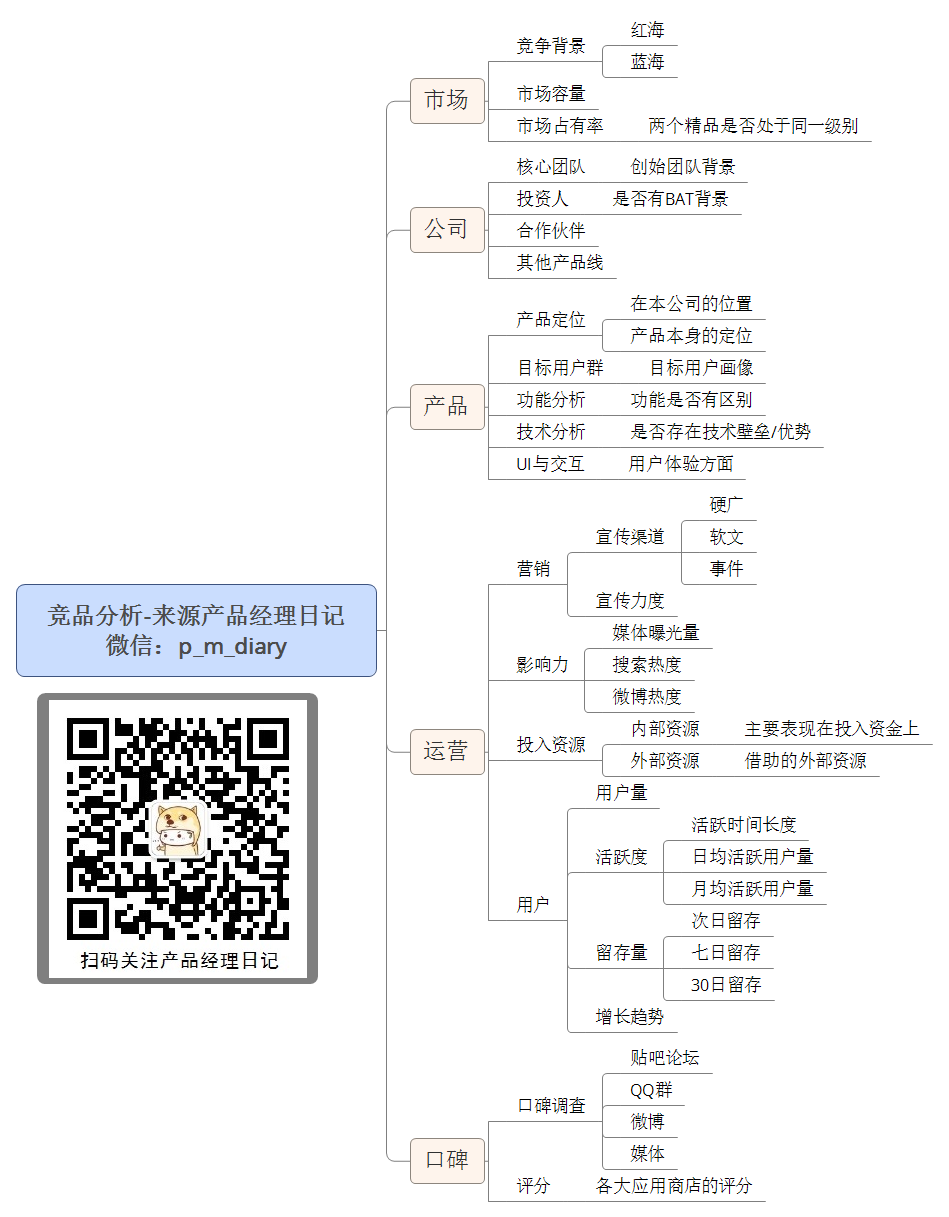 红海
竞争背景
蓝海
市场
市场容量
市场占有率 两个精品是否处于同一级别
核心团队 创始团队背景
投资人 是否有BAT背景
公司
合作伙伴
其他产品线
在本公司的位置
产品定位
产品本身的定位
目标用户群 目标用户画像
产品
功能分析 功能是否有区别
技术分析 是否存在技术壁垒/优势
UI与交互 用户体验方面
硬广
宣传渠道
软文
营销
事件
宣传力度
竞品分析-来源产品经理日记
微信：p_m_diary
媒体曝光量
影响力
搜索热度
微博热度
内部资源 主要表现在投入资金上
投入资源
运营
外部资源 借助的外部资源
用户量
活跃时间长度
活跃度
日均活跃用户量
月均活跃用户量
用户
次日留存
留存量
七日留存
30日留存
增长趋势
扫码关注产品经理日记
贴吧论坛
QQ群
口碑调查
微博
媒体
口碑
评分 各大应用商店的评分